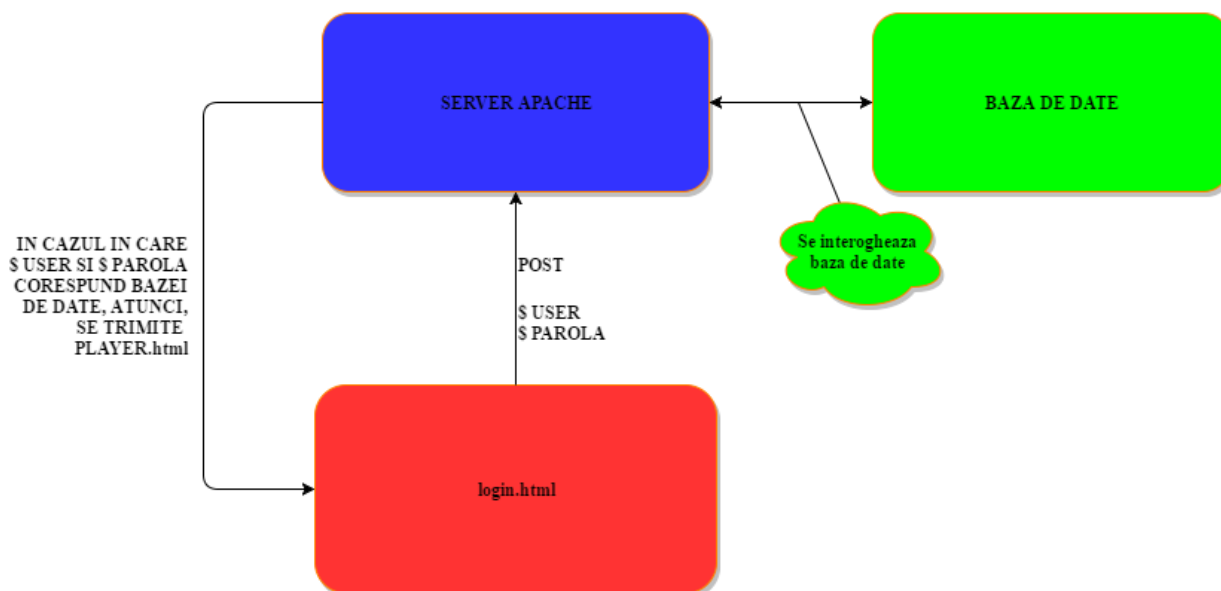 SERVER APACHE
BAZA DE DATE
Se interogheaza
baza de date
IN CAZUL IN CARE
$ USER SI $ PAROLA
CORESPUND BAZEI
DE DATE, ATUNCI,
SE TRIMITE
PLAYER.html
POST
$ USER
$ PAROLA
login.html